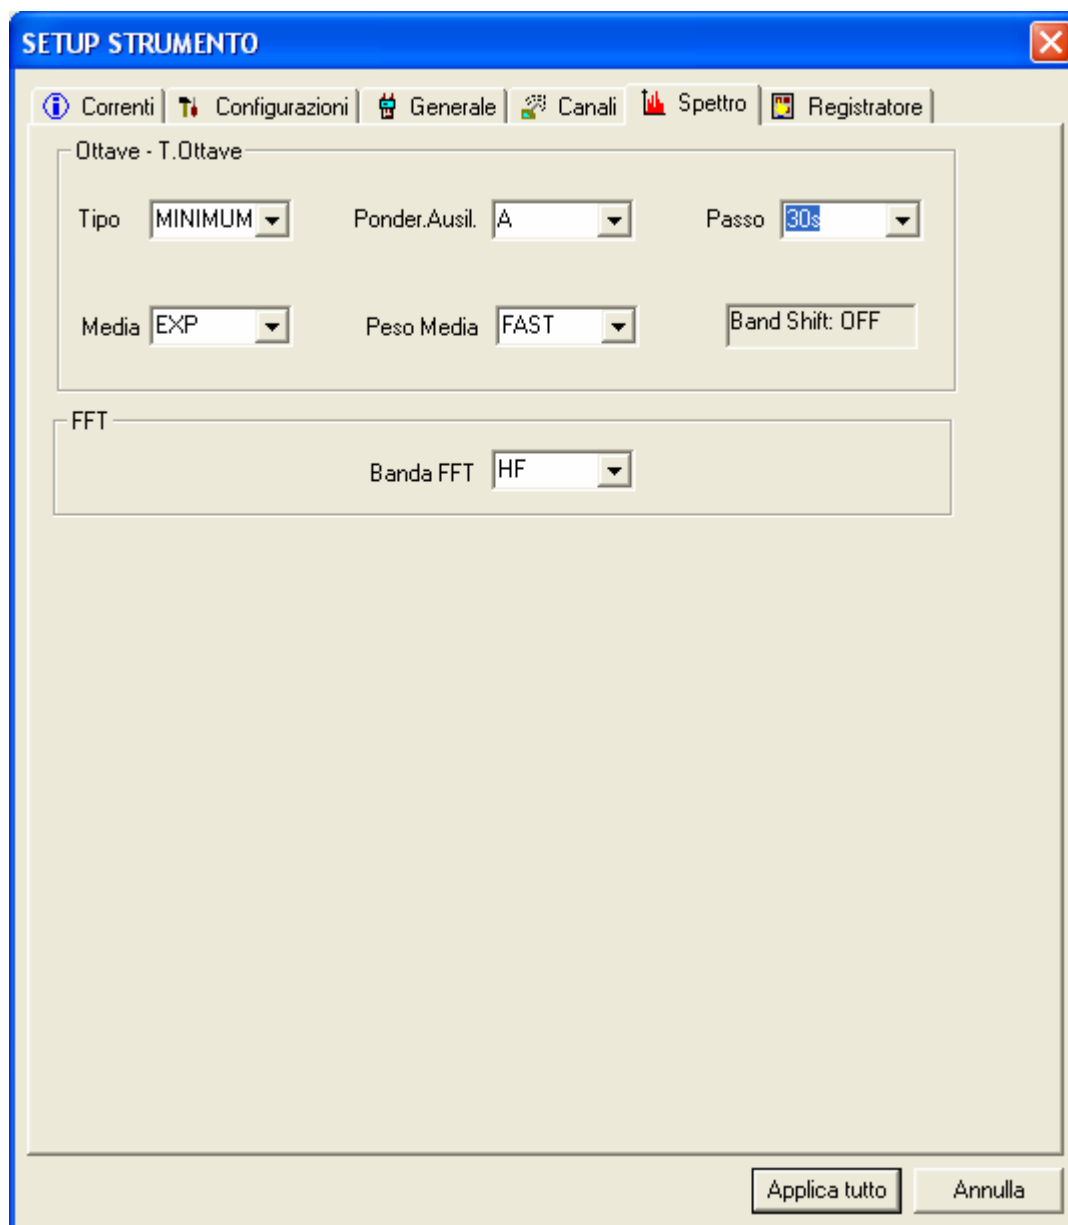 SETUP STRUMENTO
Correnti Configurazioni Generale Canali Spettro Registratore
Ottave - T.Ottave
Tipo MINIMUM Ponder.Ausil. A Passo 30s
Media EXP Peso Media FAST Band Shift: OFF
FFT
Banda FFT HF
Applica tutto Annulla